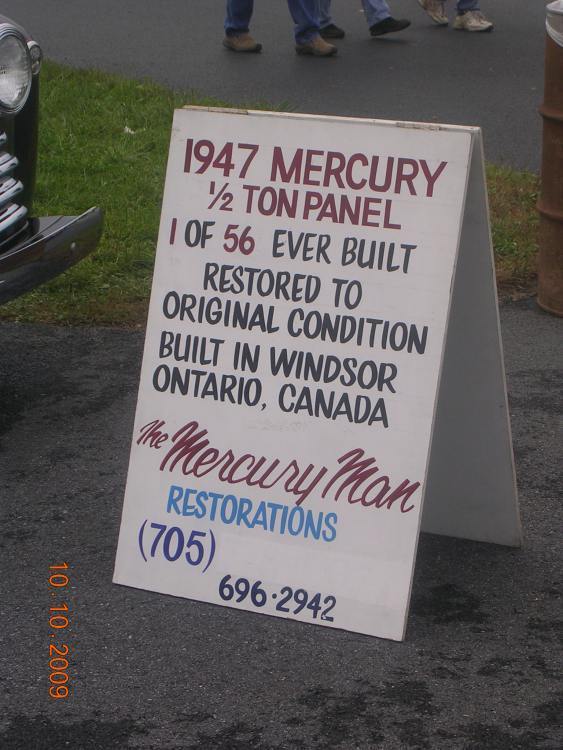 1947 MERCURY
½ TON PANEL
1 OF 56 EVER BUILT
RESTORED TO
ORIGINAL CONDITION
BUILT IN WINDSOR
ONTARIO, CANADA
The Mercury Man
RESTORATIONS
(705)
696·2942
10.10.2009